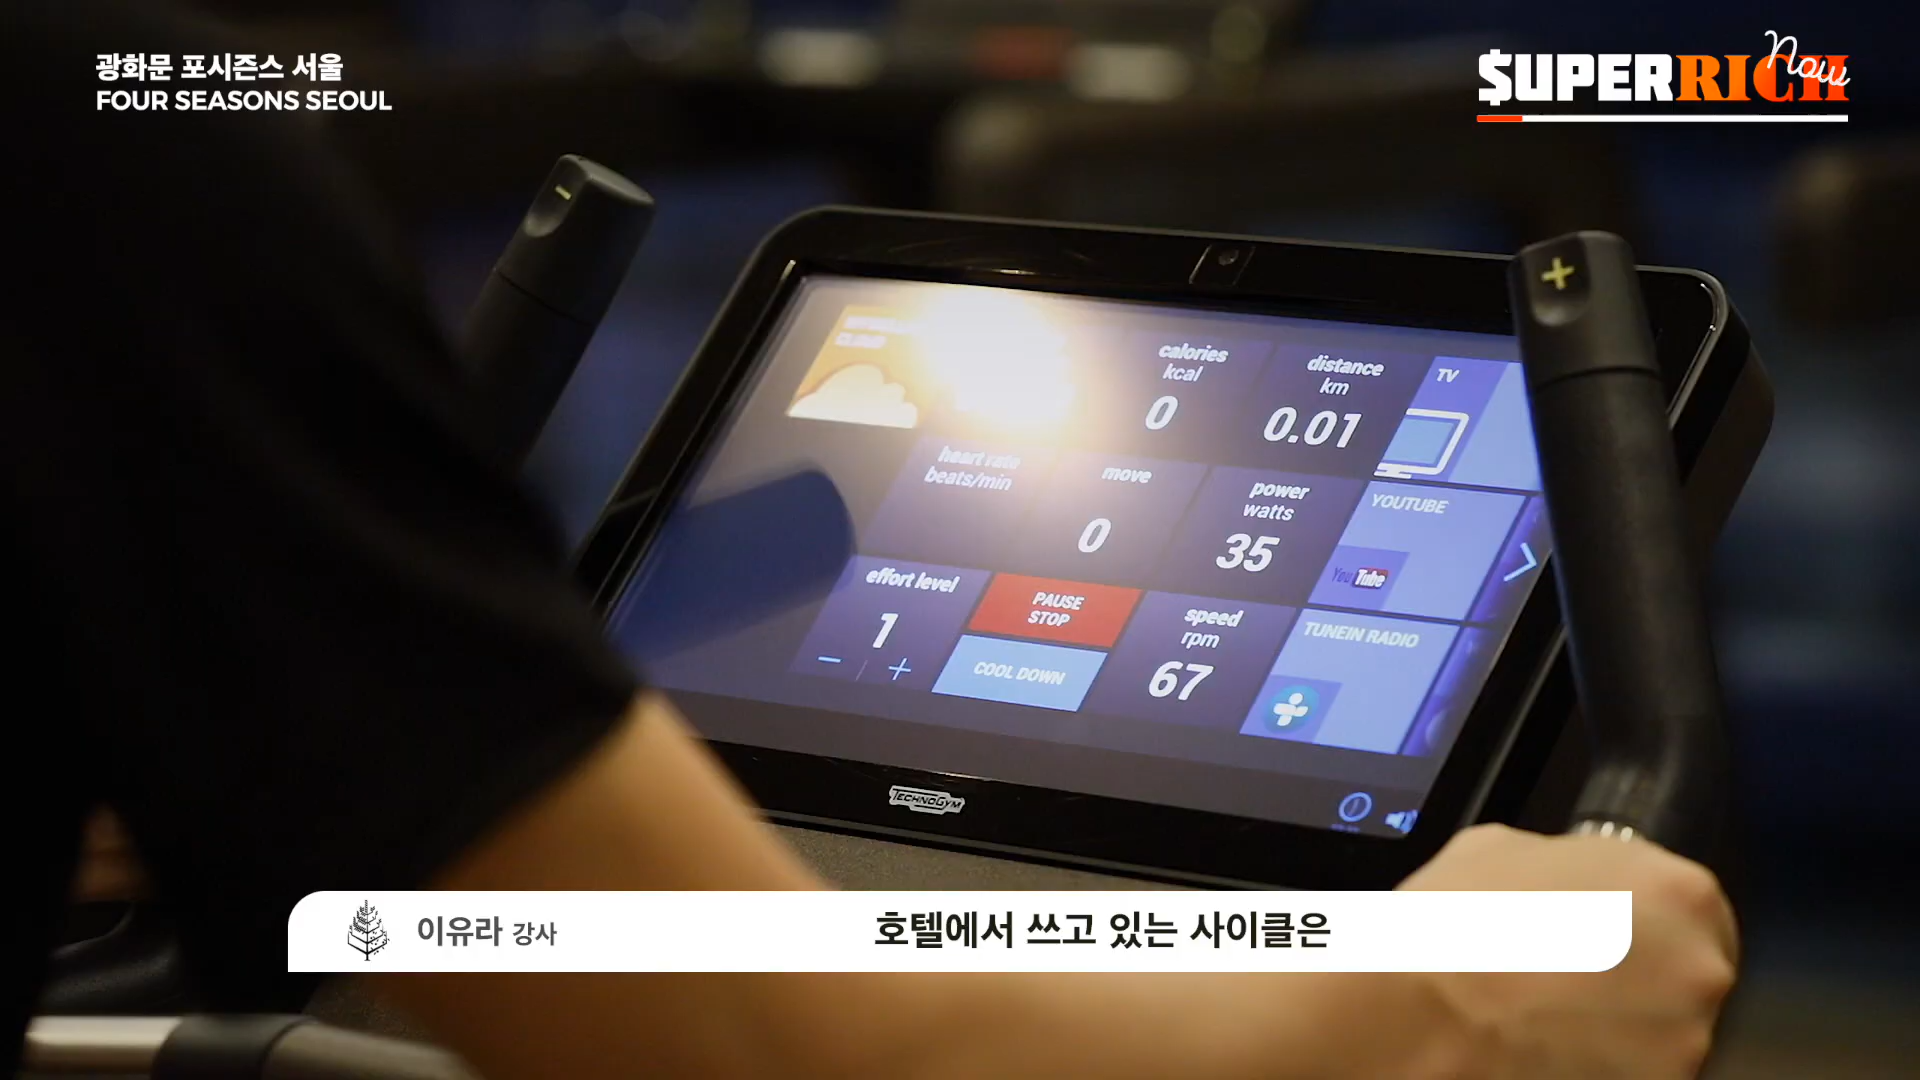 광화문 포시즌스 서울
FOUR SEASONS SEOUL
$UPERRICH
now
calories
kcal
0
distance
km
0.01
TV
heart rate
beats/min
move
0
power
watts
35
YOUTUBE
YouTube
effort level
1
PAUSE
STOP
COOL DOWN
speed
rpm
67
TUNEIN RADIO
TECHNOGYM
이유라 강사
호텔에서 쓰고 있는 사이클은